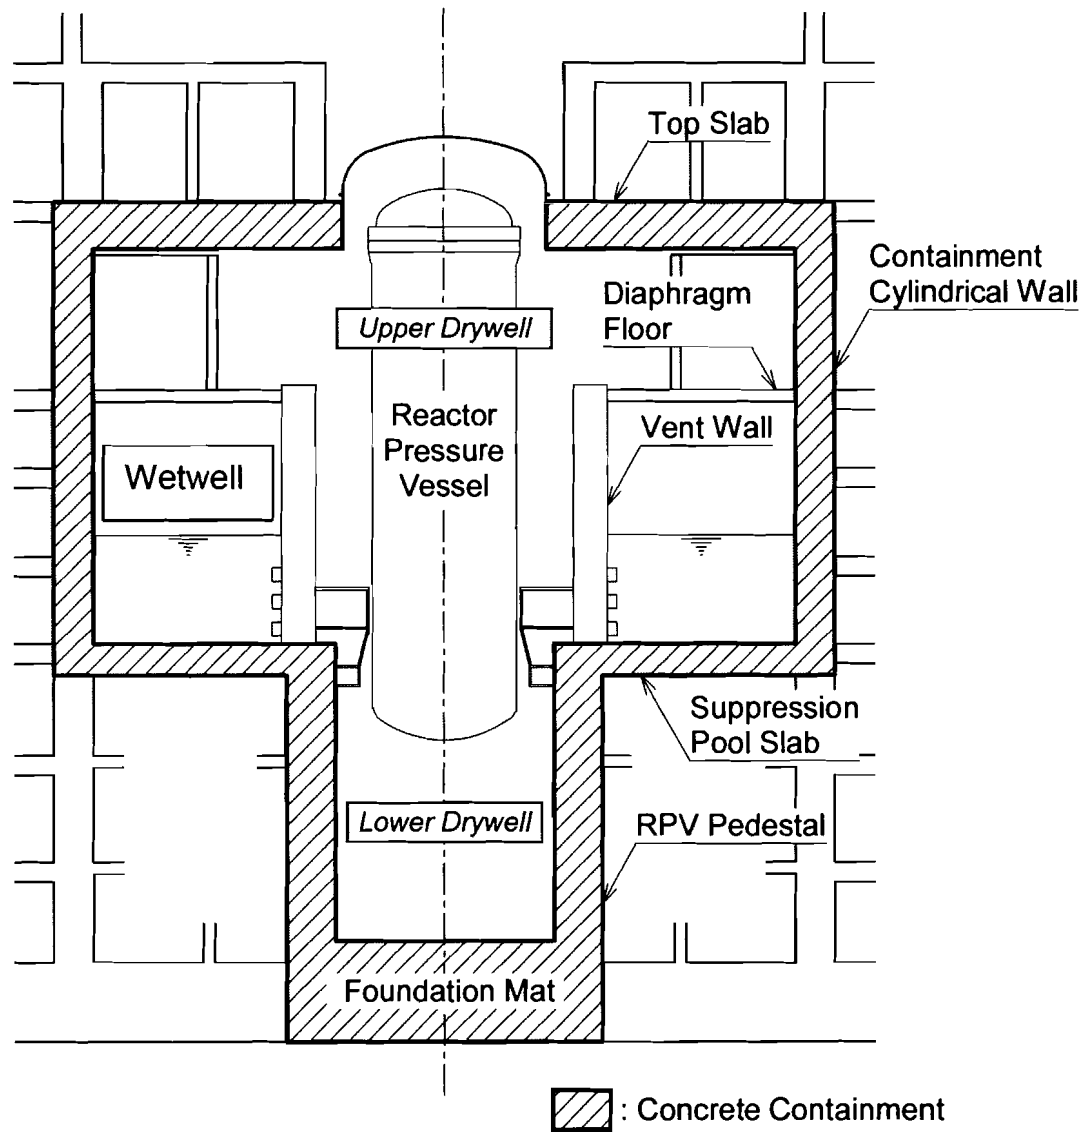 Top Slab
Containment
Cylindrical Wall
Diaphragm
Floor
Upper Drywell
Reactor
Pressure
Vessel
Vent Wall
Wetwell
Suppression
Pool Slab
Lower Drywell
RPV Pedestal
Foundation Mat
: Concrete Containment